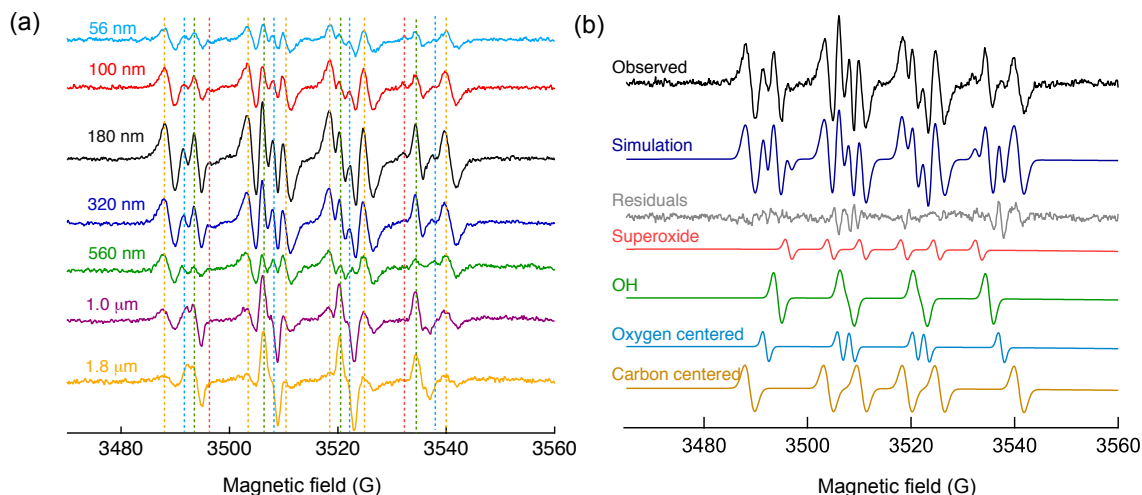 (a)
56 nm
100 nm
180 nm
320 nm
560 nm
1.0 μm
1.8 μm
3480 3500 3520 3540 3560
Magnetic field (G)
(b)
Observed
Simulation
Residuals
Superoxide
OH
Oxygen centered
Carbon centered
3480 3500 3520 3540 3560
Magnetic field (G)